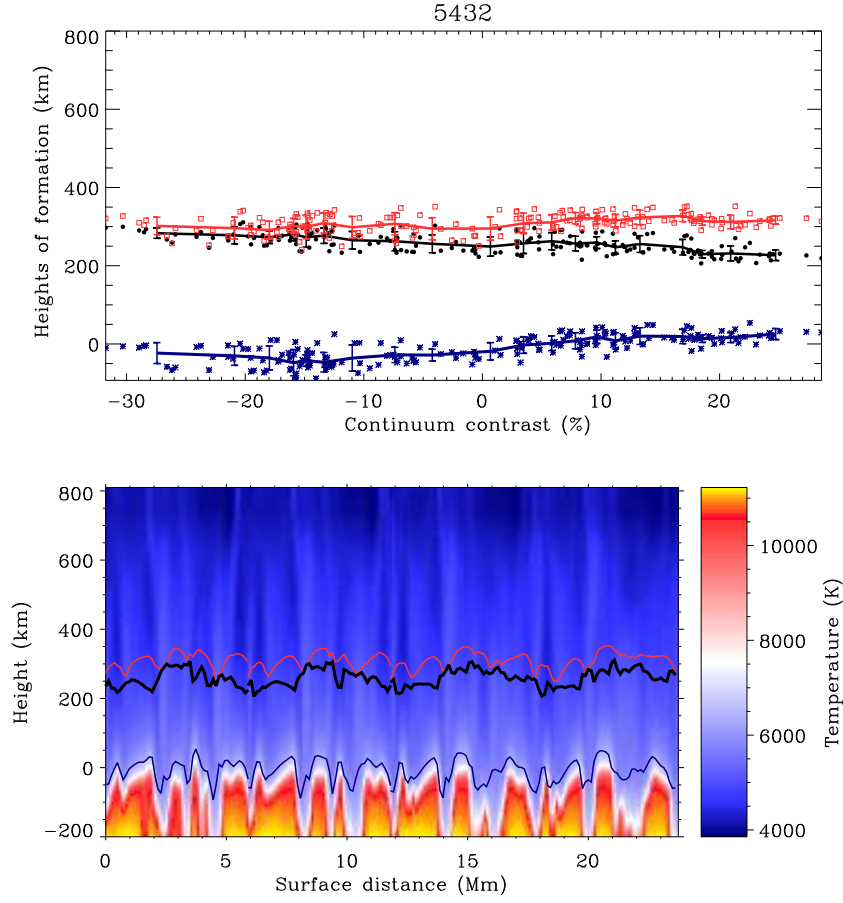 5432
800
600
400
200
0
Heights of formation (km)
−30 −20 −10 0 10 20
Continuum contrast (%)
800
600
400
200
0
−200
Height (km)
0 5 10 15 20
Surface distance (Mm)
10000
8000
6000
4000
Temperature (K)